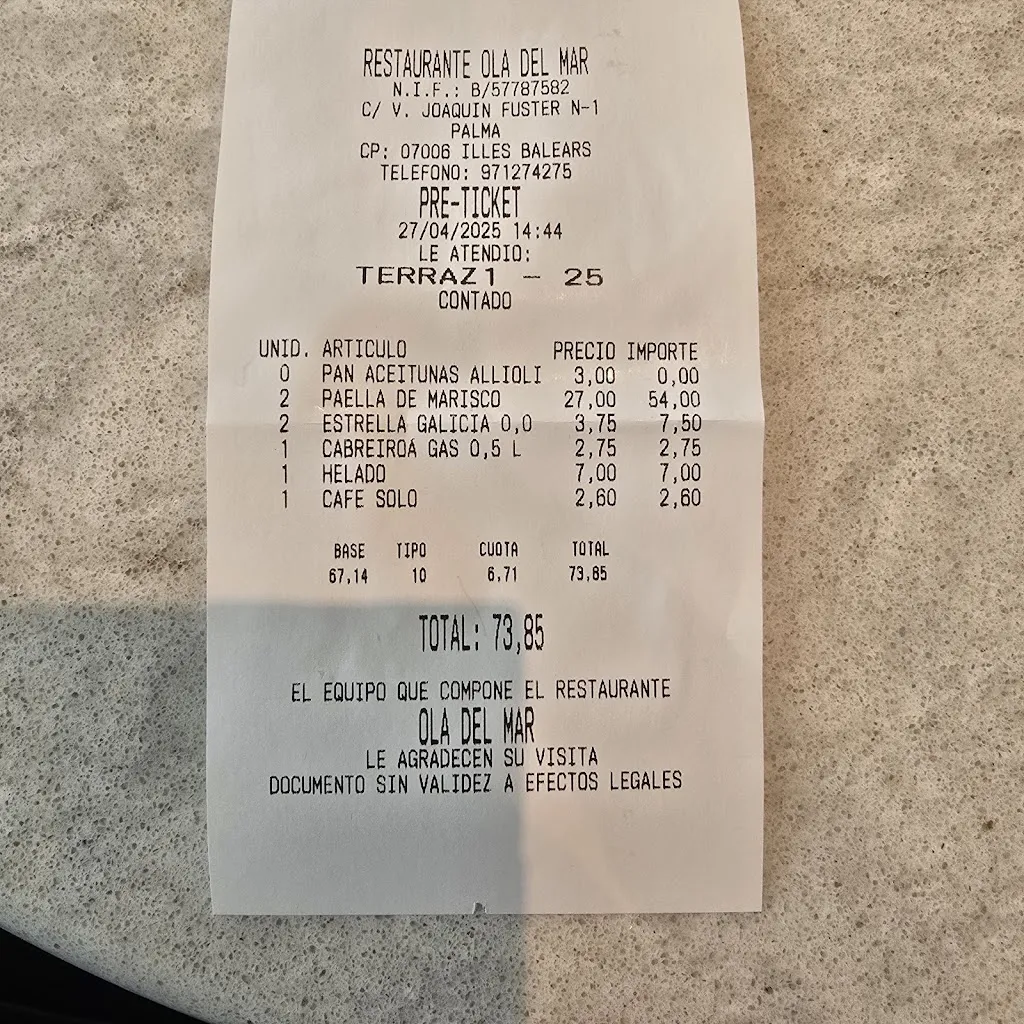 RESTAURANTE OLA DEL MAR
N.I.F.: B/57787582
C/ V. JOAQUIN FUSTER N-1
PALMA
CP: 07006 ILLES BALEARS
TELEFONO: 971274275
PRE-TICKET
27/04/2025 14:44
LE ATENDIO:
TERRAZ1 - 25
CONTADO
UNID. ARTICULO PRECIO IMPORTE
0 PAN ACEITUNAS ALLIOLI 3,00 0,00
2 PAELLA DE MARISCO 27,00 54,00
2 ESTRELLA GALICIA 0,0 3,75 7,50
1 CABREIROÁ GAS 0,5 L 2,75 2,75
1 HELADO 7,00 7,00
1 CAFE SOLO 2,60 2,60
BASE TIPO CUOTA TOTAL
67,14 10 6,71 73,85
TOTAL: 73,85
EL EQUIPO QUE COMPONE EL RESTAURANTE
OLA DEL MAR
LE AGRADECEN SU VISITA
DOCUMENTO SIN VALIDEZ A EFECTOS LEGALES